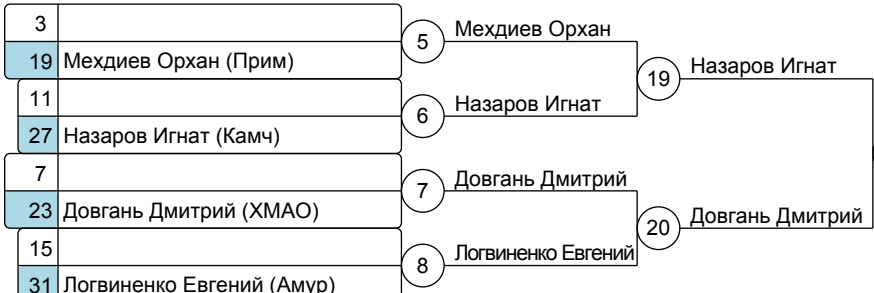 3
19 Мехдиев Орхан (Прим)
5 Мехдиев Орхан
11
27 Назаров Игнат (Камч)
6 Назаров Игнат
19 Назаров Игнат
7
23 Довгань Дмитрий (ХМАО)
7 Довгань Дмитрий
15
31 Логвиненко Евгений (Амур)
8 Логвиненко Евгений
20 Довгань Дмитрий